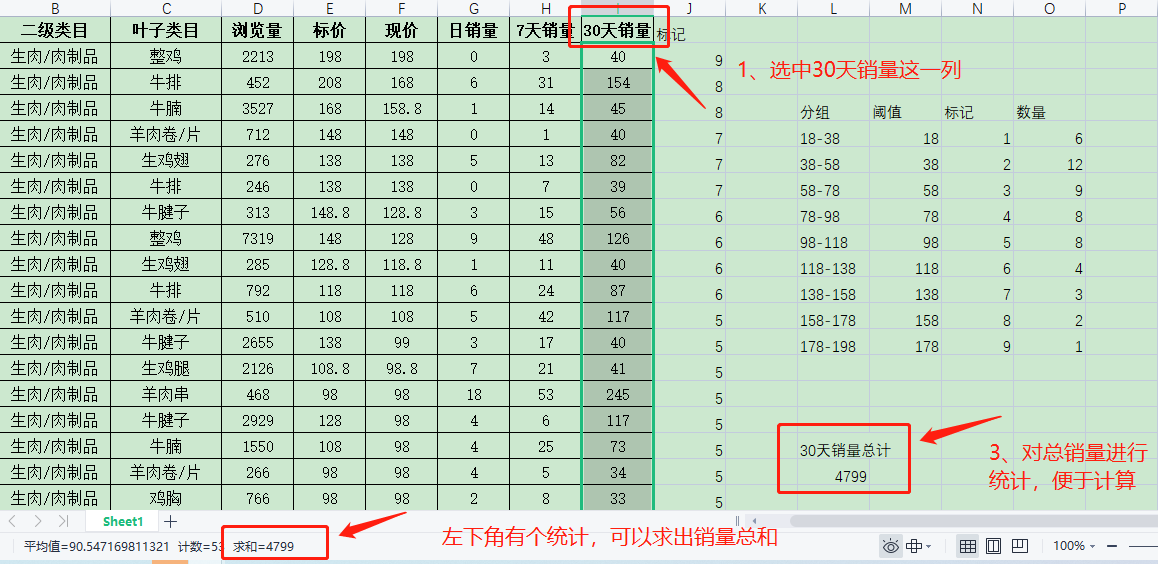 B C D E F G H I J K L M N O P
二级类目 叶子类目 浏览量 标价 现价 日销量 7天销量 30天销量 标记
生肉/肉制品 整鸡 2213 198 198 0 3 40 9
1、选中30天销量这一列
生肉/肉制品 牛排 452 208 168 6 31 154 8
生肉/肉制品 牛腩 3527 168 158.8 1 14 45 8 分组 阈值 标记 数量
生肉/肉制品 羊肉卷/片 712 148 148 0 1 40 7 18-38 18 1 6
生肉/肉制品 生鸡翅 276 138 138 5 13 82 7 38-58 38 2 12
生肉/肉制品 牛排 246 138 138 0 7 39 7 58-78 58 3 9
生肉/肉制品 牛腱子 313 148.8 128.8 3 15 56 6 78-98 78 4 8
生肉/肉制品 整鸡 7319 148 128 9 48 126 6 98-118 98 5 8
生肉/肉制品 生鸡翅 285 128.8 118.8 1 11 40 6 118-138 118 6 4
生肉/肉制品 牛排 792 118 118 6 24 87 6 138-158 138 7 3
生肉/肉制品 羊肉卷/片 510 108 108 5 42 117 5 158-178 158 8 2
生肉/肉制品 牛腱子 2655 138 99 3 17 40 5 178-198 178 9 1
生肉/肉制品 生鸡腿 2126 108.8 98.8 7 21 41 5
生肉/肉制品 羊肉串 468 98 98 18 53 245 5
生肉/肉制品 牛腱子 2929 128 98 4 6 117 5
生肉/肉制品 牛腩 1550 108 98 4 25 73 5 30天销量总计
3、对总销量进行
生肉/肉制品 羊肉卷/片 266 98 98 4 5 34 5 4799
统计，便于计算
生肉/肉制品 鸡胸 766 98 98 2 8 33 5
Sheet1
左下角有个统计，可以求出销量总和
平均值=90.547169811321 计数=53 求和=4799 100%